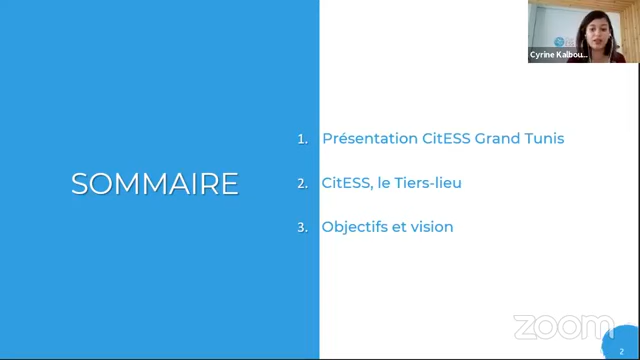 Cyrine Kalbou...
SOMMAIRE
1. Présentation CitESS Grand Tunis
2. CitESS, le Tiers-lieu
3. Objectifs et vision
zoom
2